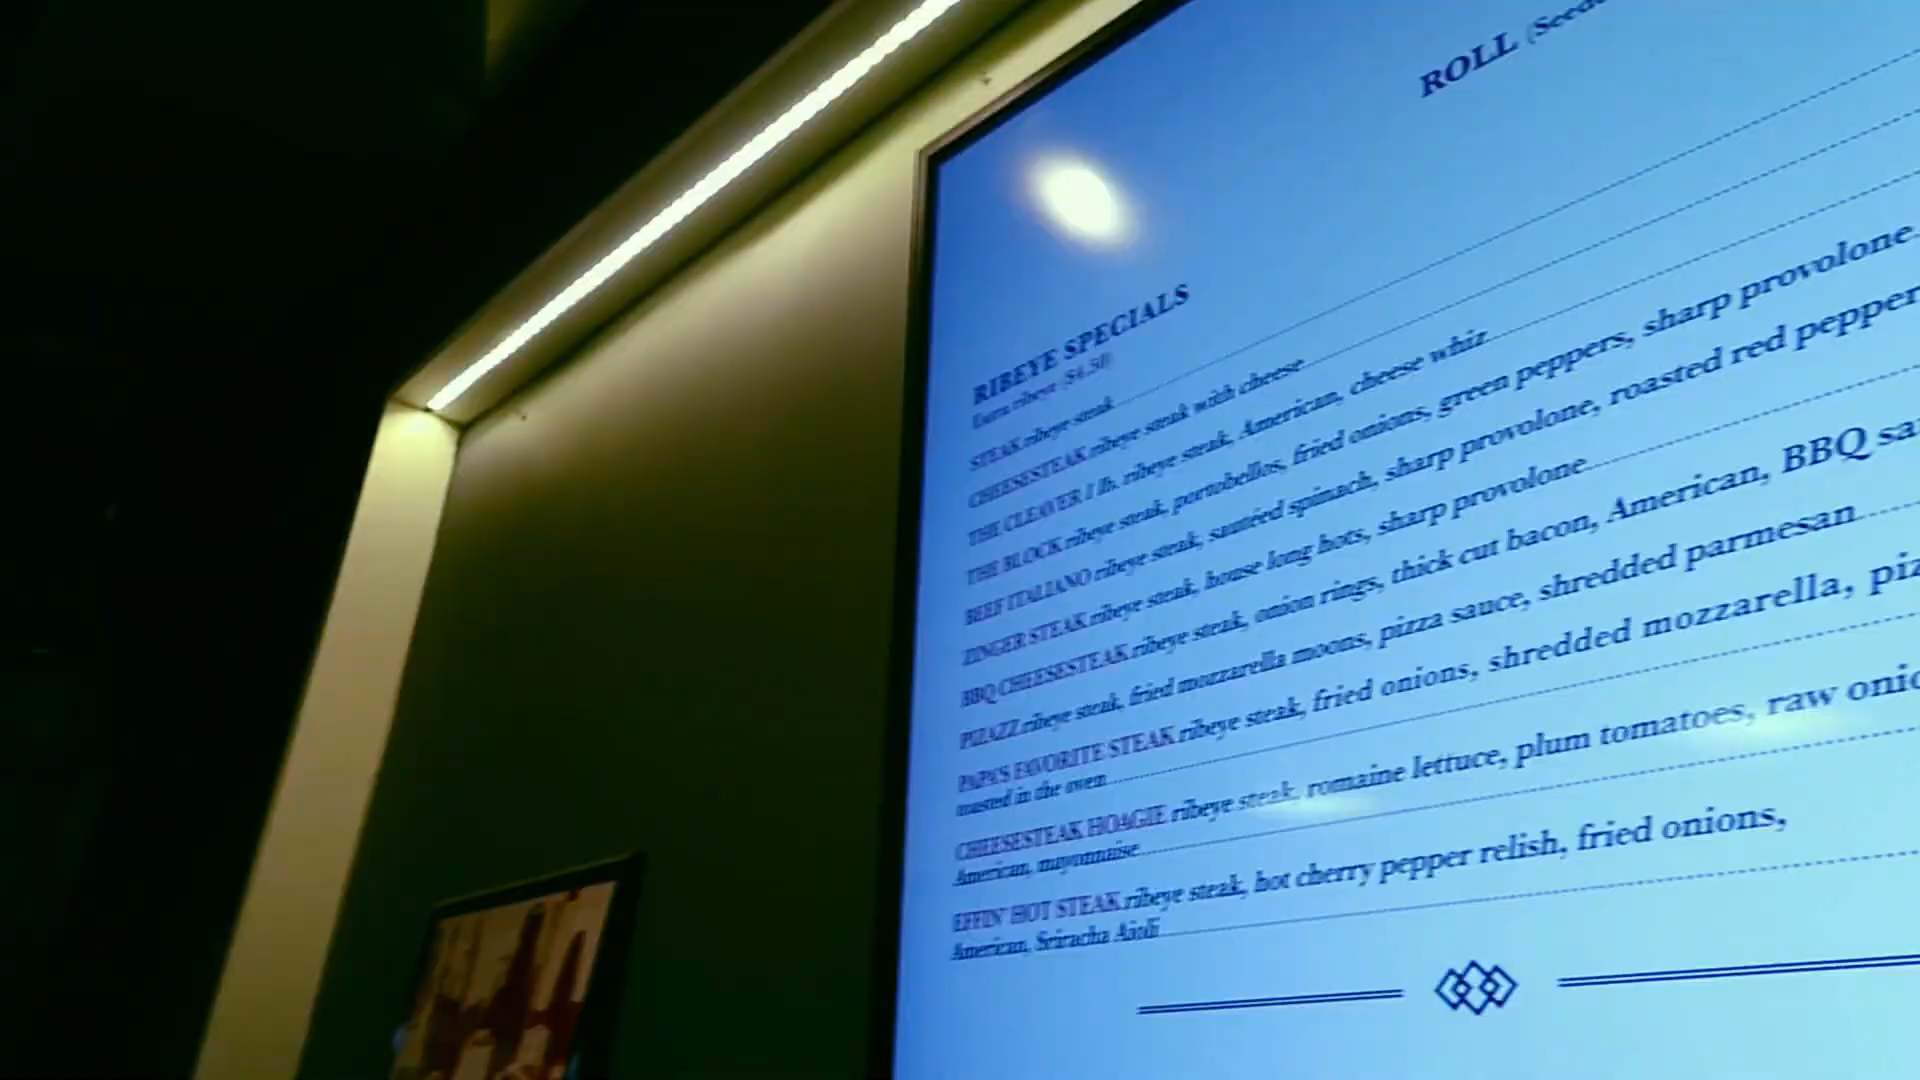 ROLL
RIBEYE SPECIALS
Extra ribeye ($4.50)
STEAK ribeye steak
CHEESESTEAK ribeye steak with cheese
THE CLEAVER 1 lb. ribeye steak, American, cheese whiz
THE BLOCK ribeye steak, portobellos, fried onions, green peppers, sharp provolone
BEEF ITALIANO ribeye steak, sautéed spinach, sharp provolone, roasted red pepper
ZINGER STEAK ribeye steak, house long hots, sharp provolone
BBQ CHEESESTEAK ribeye steak, onion rings, thick cut bacon, American, BBQ
PIZAZZ ribeye steak, fried mozzarella moons, pizza sauce, shredded parmesan
PAPA'S FAVORITE STEAK ribeye steak, fried onions, shredded mozzarella,
toasted in the oven
CHEESESTEAK HOAGIE ribeye steak, romaine lettuce, plum tomatoes, raw
American, mayonnaise
EFFIN' HOT STEAK ribeye steak, hot cherry pepper relish, fried onions,
American, Sriracha Aioli